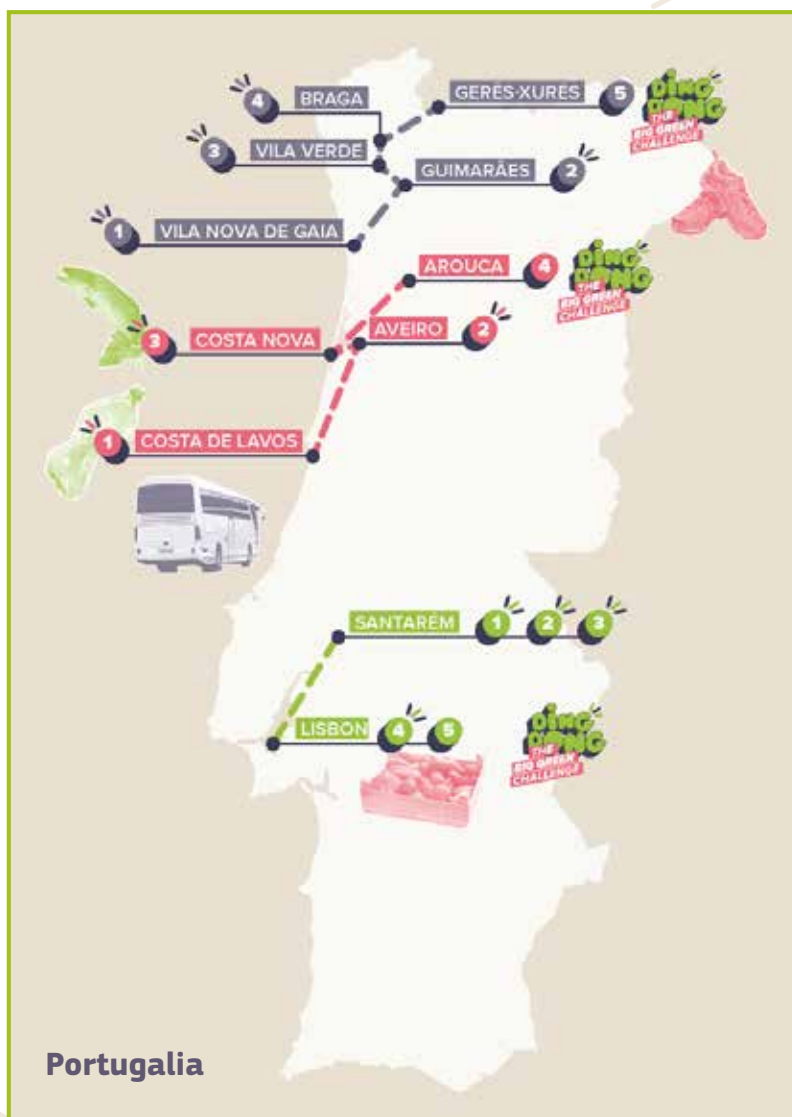 4 BRAGA
GERÊS-XURÉS 5
DING
DONG
THE
BIG GREEN
CHALLENGE
3 VILA VERDE
GUIMARÃES 2
1 VILA NOVA DE GAIA
AROUCA 4
DING
DONG
THE
BIG GREEN
CHALLENGE
3 COSTA NOVA
AVEIRO 2
1 COSTA DE LAVOS
SANTARÉM 1 2 3
LISBON 4 5
DING
DONG
THE
BIG GREEN
CHALLENGE
Portugalia